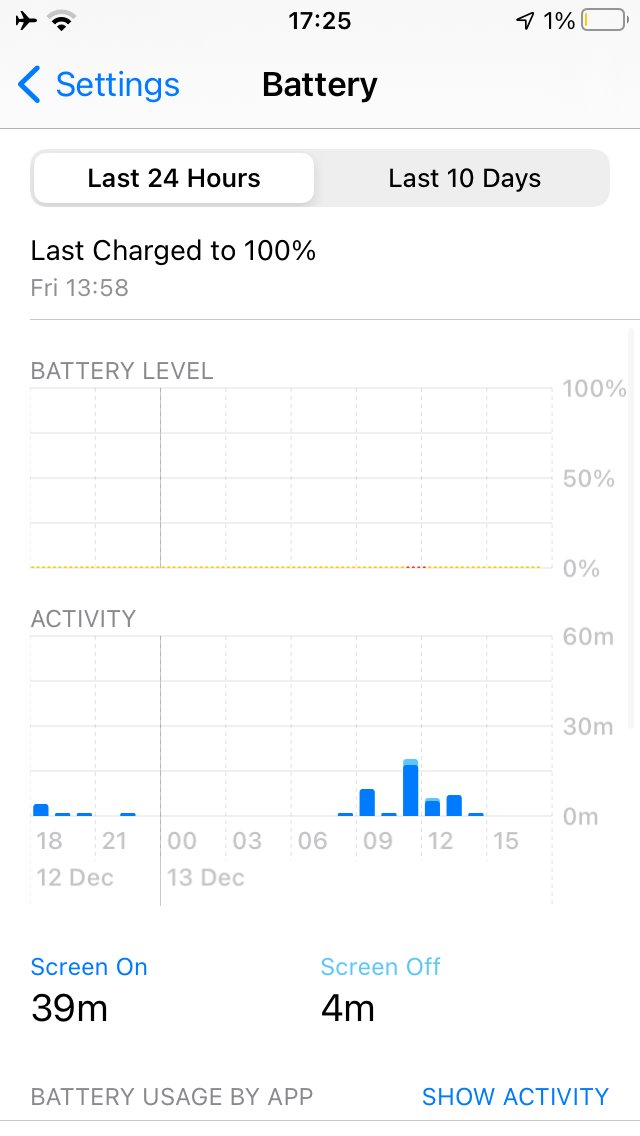 17:25 1%
Settings Battery
Last 24 Hours Last 10 Days
Last Charged to 100%
Fri 13:58
BATTERY LEVEL
100%
50%
0%
ACTIVITY
60m
30m
0m
18 21 00 03 06 09 12 15
12 Dec 13 Dec
Screen On Screen Off
39m 4m
BATTERY USAGE BY APP SHOW ACTIVITY